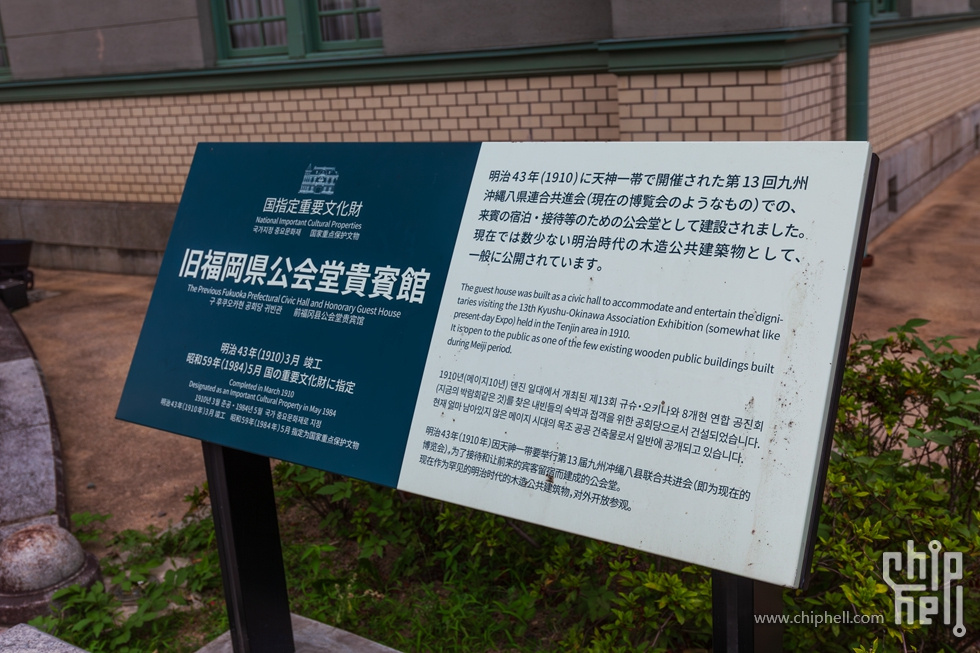 国指定重要文化財
National Important Cultural Properties
국가지정 중요문화재 国家重点保护文物
旧福岡県公会堂貴賓館
The Previous Fukuoka Prefectural Civic Hall and Honorary Guest House
구 후쿠오카현 공회당 귀빈관 前福冈县公会堂贵宾馆
明治43年(1910)3月 竣工
昭和59年(1984)5月 国の重要文化財に指定
Completed in March 1910
Designated as an Important Cultural Property in May 1984
1910년 3월 준공・1984년 5월 국가 중요문화재로 지정
明治43年(1910年)3月 竣工 昭和59年(1984年)5月 指定为国家重点保护文物
明治43年(1910)に天神一帯で開催された第13回九州
沖縄八県連合共進会(現在の博覧会のようなもの)での、
来賓の宿泊・接待等のための公会堂として建設されました。
現在では数少ない明治時代の木造公共建築物として、
一般に公開されています。
The guest house was built as a civic hall to accommodate and entertain the digni-
taries visiting the 13th Kyushu-Okinawa Association Exhibition (somewhat like
present-day Expo) held in the Tenjin area in 1910.
It is open to the public as one of the few existing wooden public buildings built
during Meiji period.
1910년(메이지10년) 덴진 일대에서 개최된 제13회 규슈・오키나와 8개현 연합 공진회
(지금의 박람회같은 것)를 찾은 내빈들의 숙박과 접객을 위한 공회당으로서 건설되었습니다.
현재 얼마 남아있지 않은 메이지 시대의 목조 공공 건축물로서 일반에 공개되고 있습니다.
明治43年(1910年)因天神一带要举行第13届九州冲绳八县联合共进会(即为现在的
博览会)，为了接待和让前来的宾客留宿而建成的公会堂。
现在作为罕见的明治时代的木造公共建筑物，对外开放参观。
chip
hell
www.chiphell.com